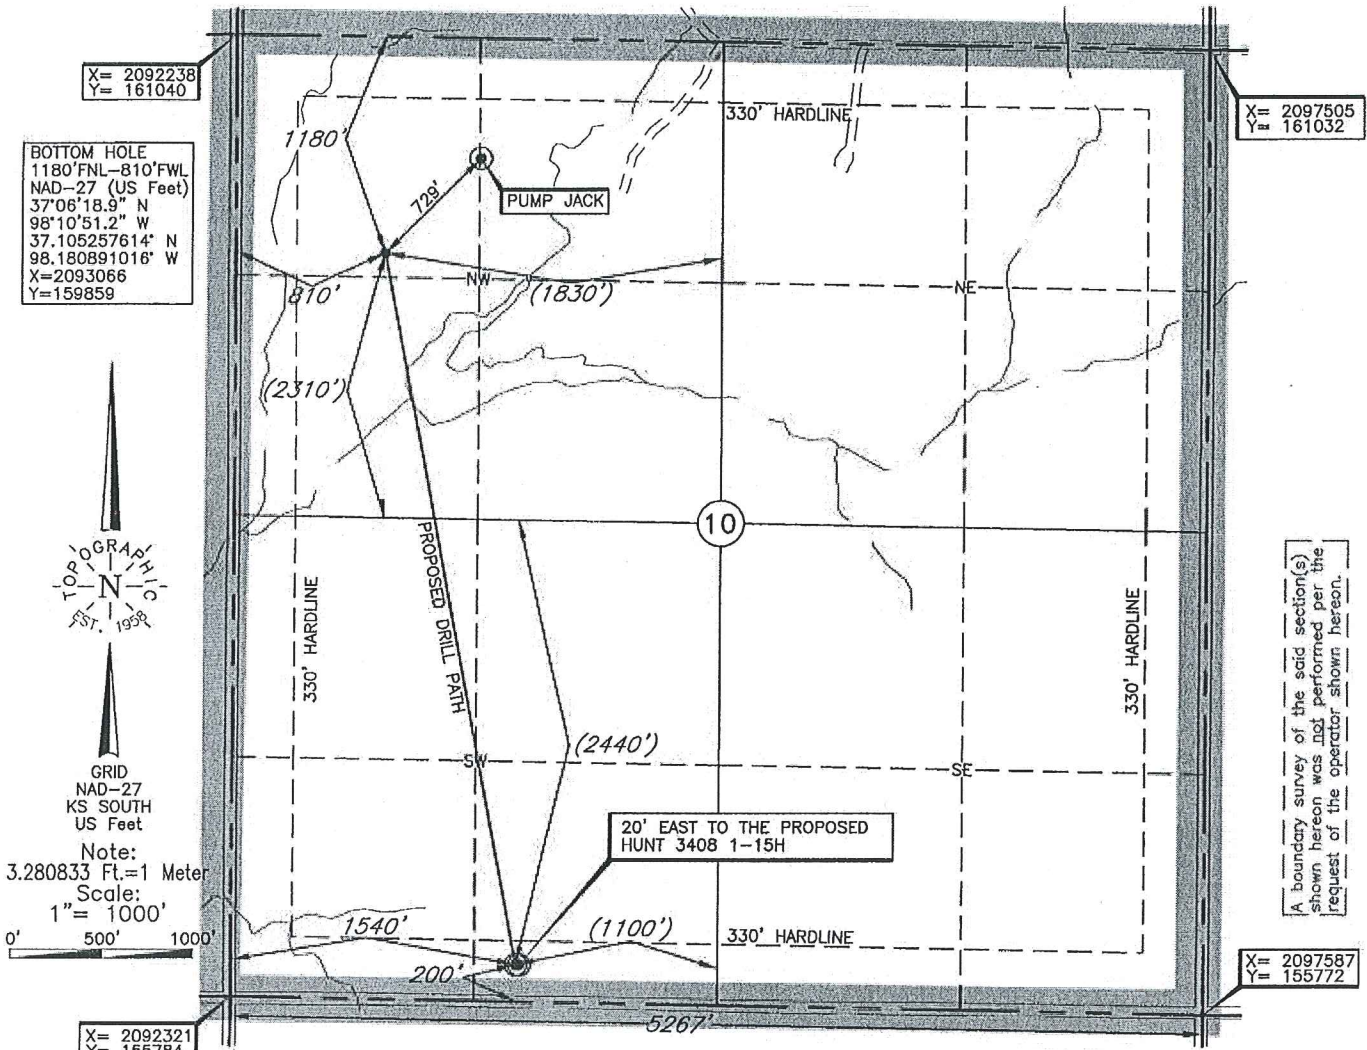 X= 2092238
Y= 161040
X= 2097505
Y= 161032
330' HARDLINE
1180'
BOTTOM HOLE
1180'FNL-810'FWL
NAD-27 (US Feet)
37°06'18.9" N
98°10'51.2" W
37.105257614° N
98.180891016° W
X=2093066
Y=159859
729'
PUMP JACK
NW
NE
810'
(1830')
(2310')
10
PROPOSED DRILL PATH
TOPOGRAPHIC
N
EST. 1958
330' HARDLINE
330' HARDLINE
A boundary survey of the said section(s)
shown hereon was not performed per the
request of the operator shown hereon.
(2440')
SW
SE
GRID
NAD-27
KS SOUTH
US Feet
Note:
3.280833 Ft.=1 Meter
Scale:
1"= 1000'
0' 500' 1000'
20' EAST TO THE PROPOSED
HUNT 3408 1-15H
1540'
(1100')
330' HARDLINE
200'
X= 2097587
Y= 155772
5267'
X= 2092321
Y= 155784